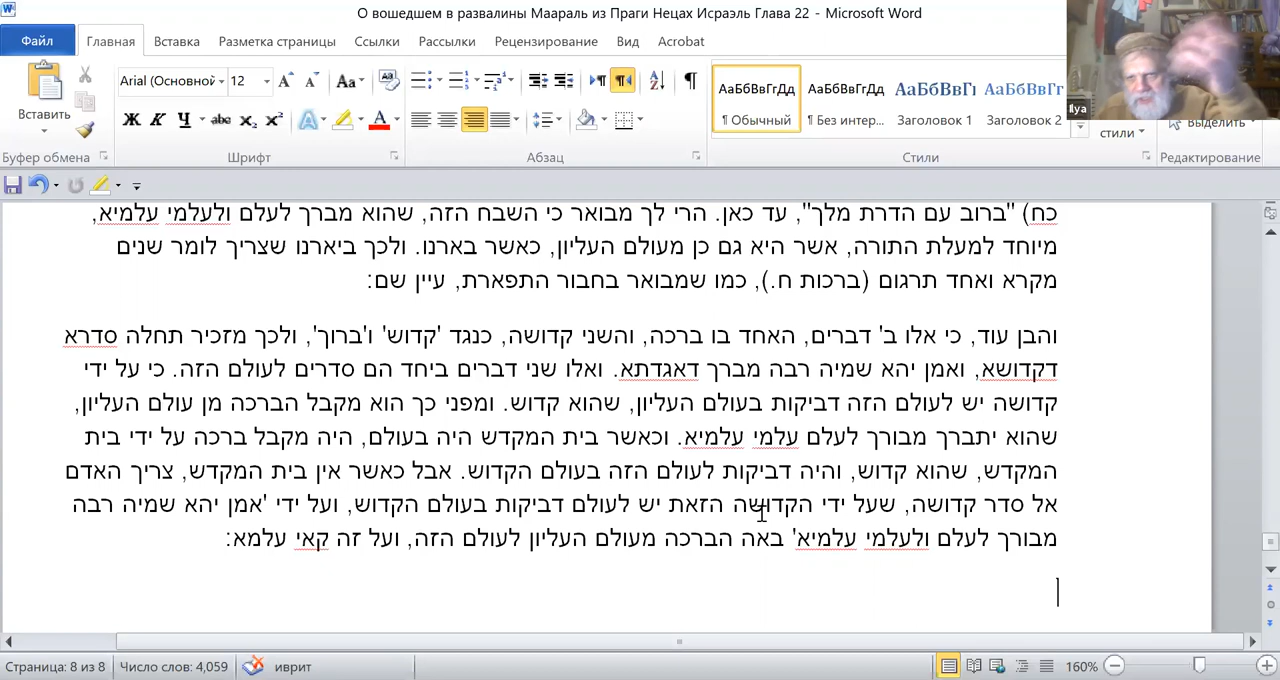 О вошедшем в развалины Маараль из Праги Нецах Исраэль Глава 22 - Microsoft Word
Файл Главная Вставка Разметка страницы Ссылки Рассылки Рецензирование Вид Acrobat
Вставить Arial (Основной 12 Aa АаБбВвГгДд АаБбВвГгДд АаБбВвГг АаБбВвГг
Ж К Ч abc x₂ x² A A ¶ Обычный ¶ Без интер... Заголовок 1 Заголовок 2 стили Выделить
Буфер обмена Шрифт Абзац Стили Редактирование
Ilya
כח) "ברוב עם הדרת מלך", עד כאן. הרי לך מבואר כי השבח הזה, שהוא מברך לעלם ולעלמי עלמיא,
מיוחד למעלת התורה, אשר היא גם כן מעולם העליון, כאשר בארנו. ולכך ביארנו שצריך לומר שנים
מקרא ואחד תרגום (ברכות ח.), כמו שמבואר בחבור התפארת, עיין שם:
והבן עוד, כי אלו ב' דברים, האחד בו ברכה, והשני קדושה, כנגד 'קדוש' ו'ברוך', ולכך מזכיר תחלה סדרא
דקדושא, ואמן יהא שמיה רבה מברך דאגדתא. ואלו שני דברים ביחד הם סדרים לעולם הזה. כי על ידי
קדושה יש לעולם הזה דביקות בעולם העליון, שהוא קדוש. ומפני כך הוא מקבל הברכה מן עולם העליון,
שהוא יתברך מבורך לעלם עלמי עלמיא. וכאשר בית המקדש היה בעולם, היה מקבל ברכה על ידי בית
המקדש, שהוא קדוש, והיה דביקות לעולם הזה בעולם הקדוש. אבל כאשר אין בית המקדש, צריך האדם
אל סדר קדושה, שעל ידי הקדושה הזאת יש לעולם דביקות בעולם הקדוש, ועל ידי 'אמן יהא שמיה רבה
מבורך לעלם ולעלמי עלמיא' באה הברכה מעולם העליון לעולם הזה, ועל זה קאי עלמא:
Страница: 8 из 8 Число слов: 4,059 иврит 160%